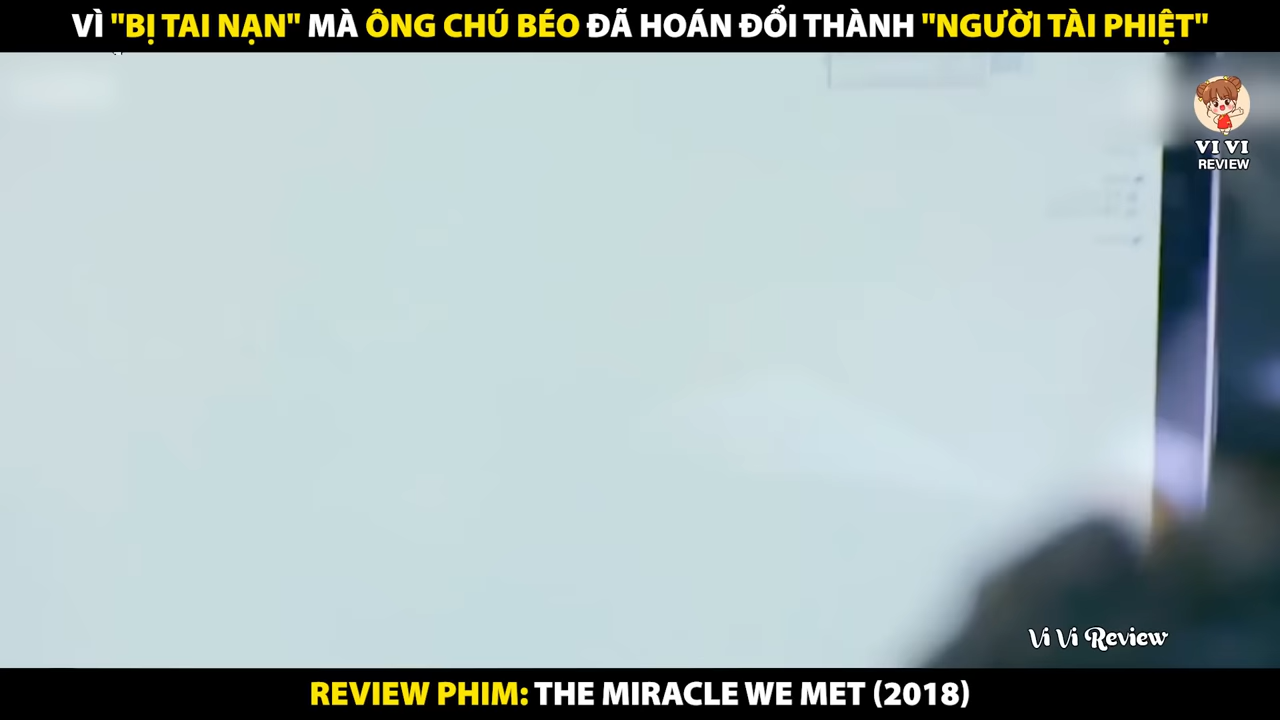 VÌ "BỊ TAI NẠN" MÀ ÔNG CHÚ BÉO ĐÃ HOÁN ĐỔI THÀNH "NGƯỜI TÀI PHIỆT"
VI VI
REVIEW
Vi Vi Review
REVIEW PHIM: THE MIRACLE WE MET (2018)